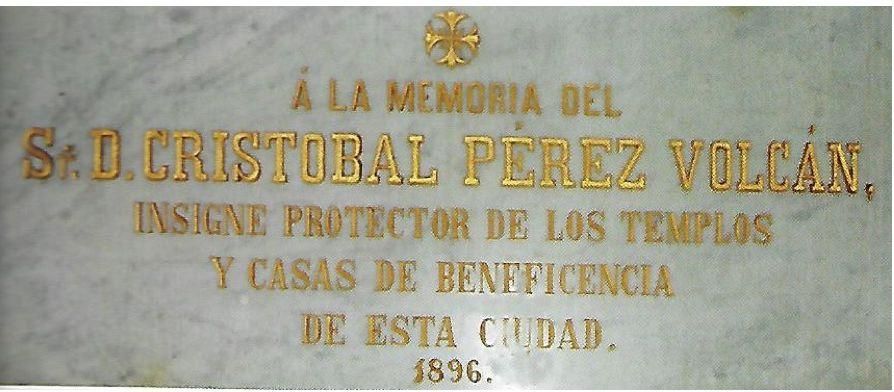 Á LA MEMORIA DEL
Sr. D. CRISTOBAL PÉREZ VOLCÁN,
INSIGNE PROTECTOR DE LOS TEMPLOS
Y CASAS DE BENEFICENCIA
DE ESTA CIUDAD.
1896.